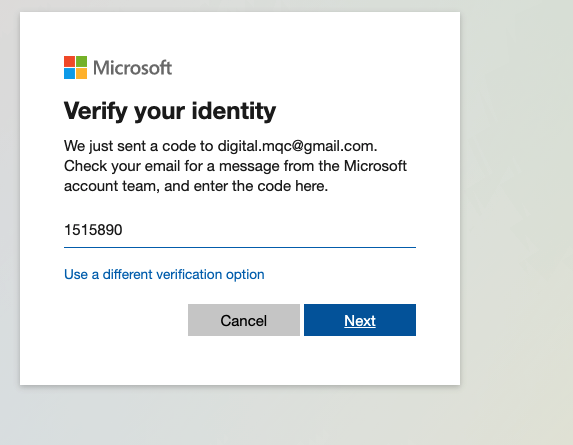 Microsoft
Verify your identity
We just sent a code to digital.mqc@gmail.com.
Check your email for a message from the Microsoft
account team, and enter the code here.
1515890
Use a different verification option
Cancel
Next